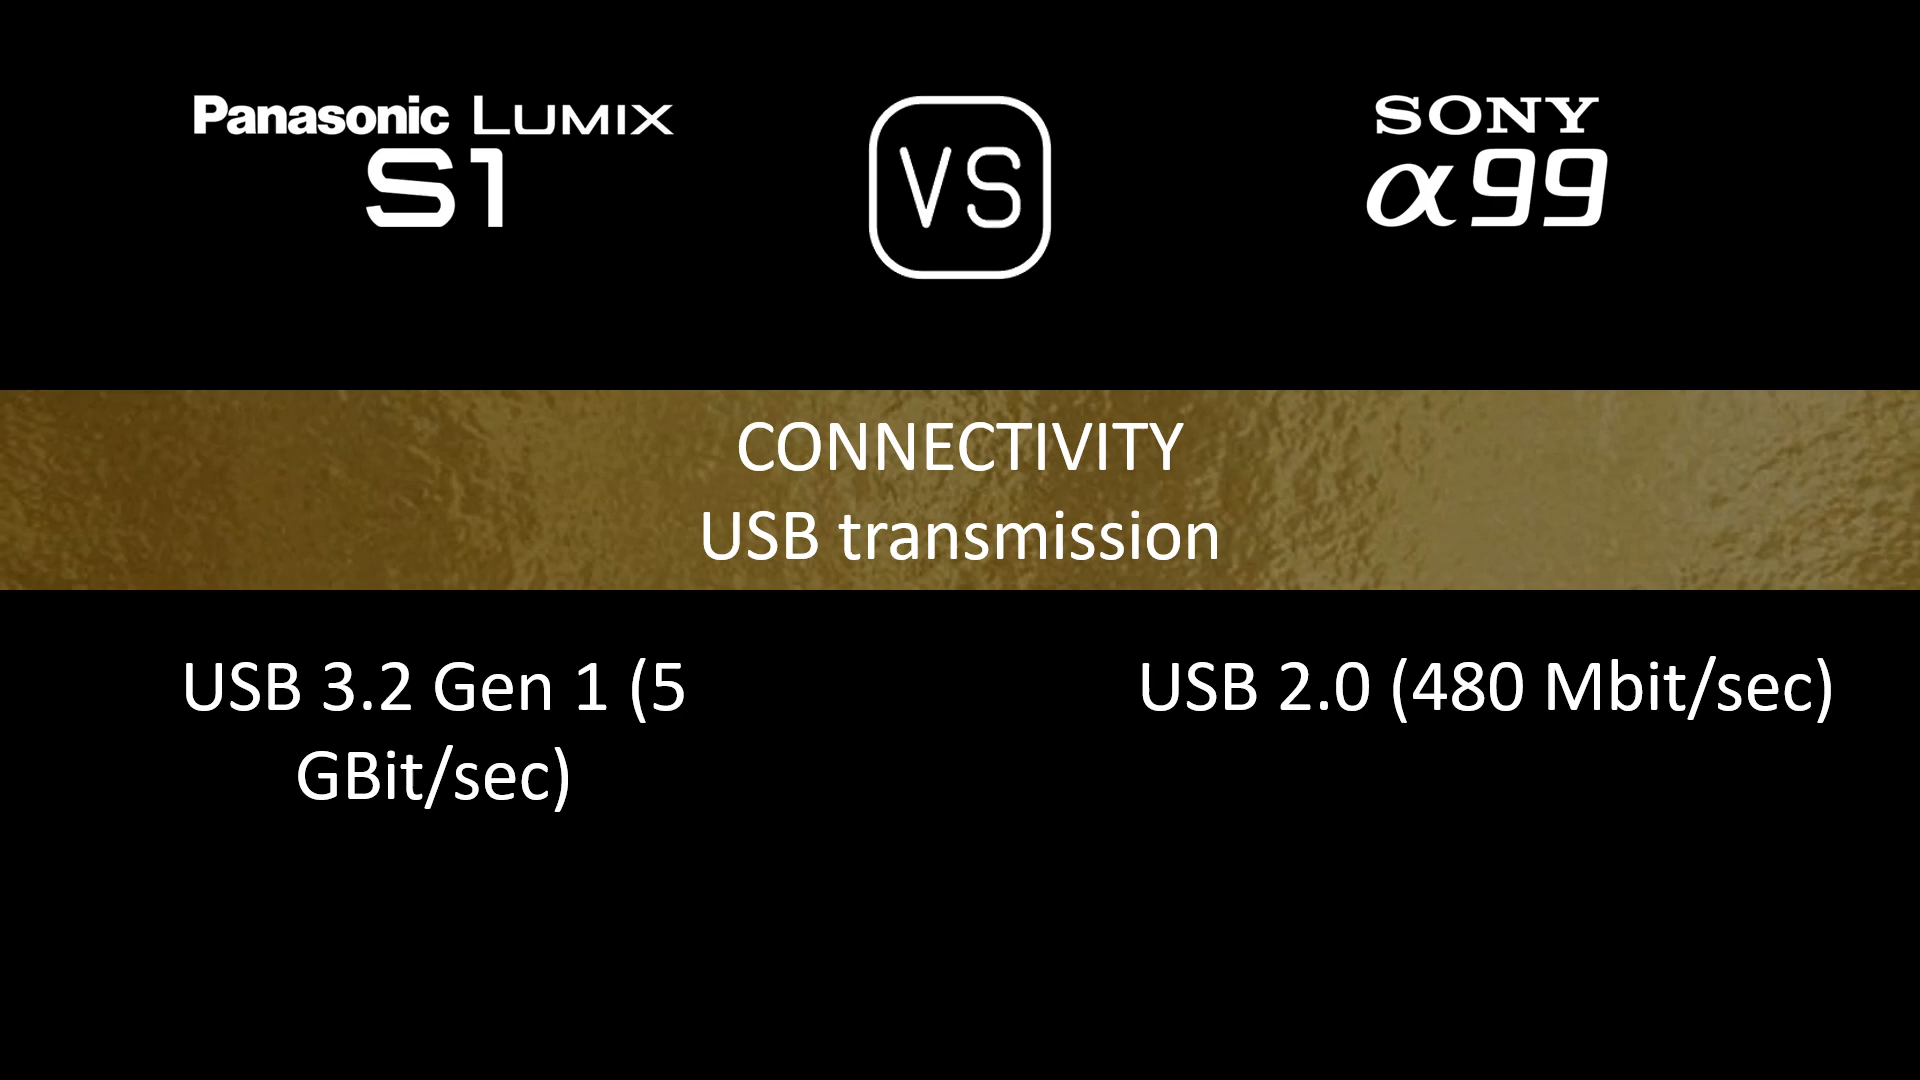 Panasonic LUMIX
S1
VS
SONY
α99
CONNECTIVITY
USB transmission
USB 3.2 Gen 1 (5
GBit/sec)
USB 2.0 (480 Mbit/sec)